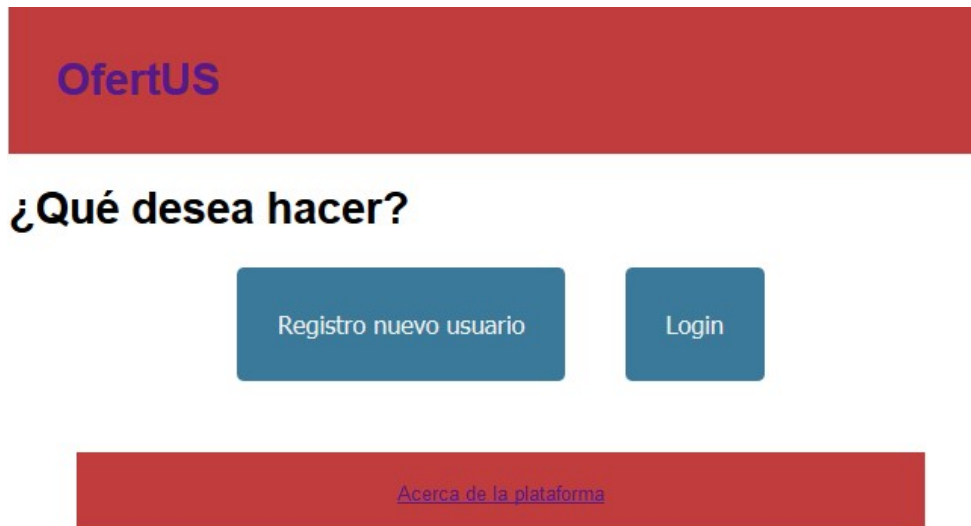 OfertUS
¿Qué desea hacer?
Registro nuevo usuario
Login
Acerca de la plataforma